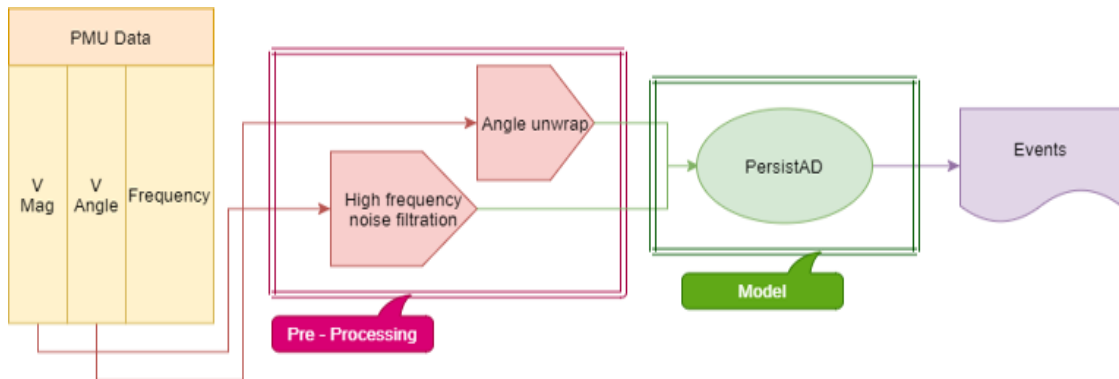 PMU Data
V
Mag
V
Angle
Frequency
Angle unwrap
High frequency
noise filtration
PersistAD
Events
Model
Pre - Processing